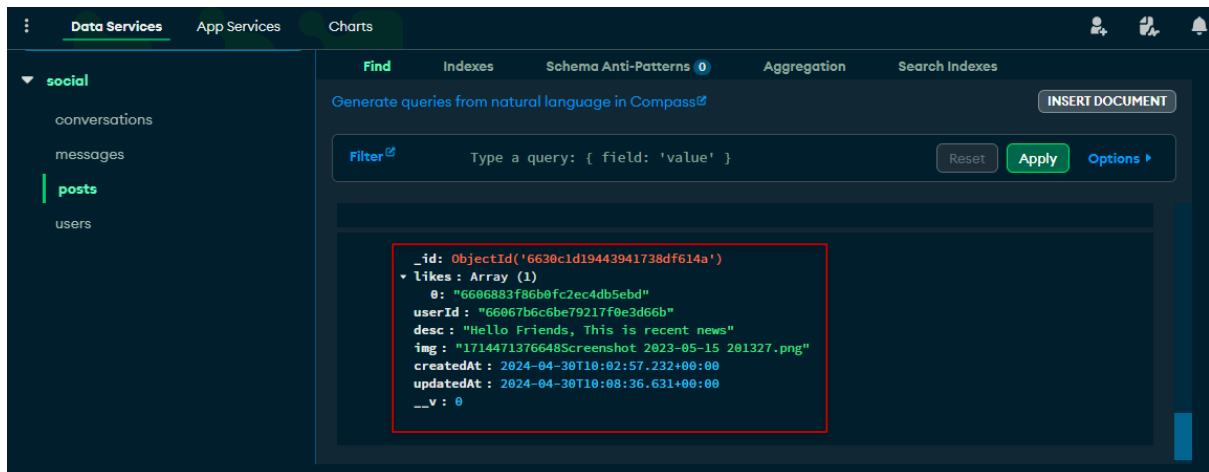 Data Services App Services Charts
social
conversations
messages
posts
users
Find Indexes Schema Anti-Patterns 0 Aggregation Search Indexes
Generate queries from natural language in Compass
INSERT DOCUMENT
Filter Type a query: { field: 'value' } Reset Apply Options
_id: ObjectId('6630c1d19443941738df614a')
likes : Array (1)
0: "6606883f86b0fc2ec4db5ebd"
userId : "66067b6c6be79217f0e3d66b"
desc : "Hello Friends, This is recent news"
img : "1714471376648Screenshot 2023-05-15 201327.png"
createdAt : 2024-04-30T10:02:57.232+00:00
updatedAt : 2024-04-30T10:08:36.631+00:00
__v : 0